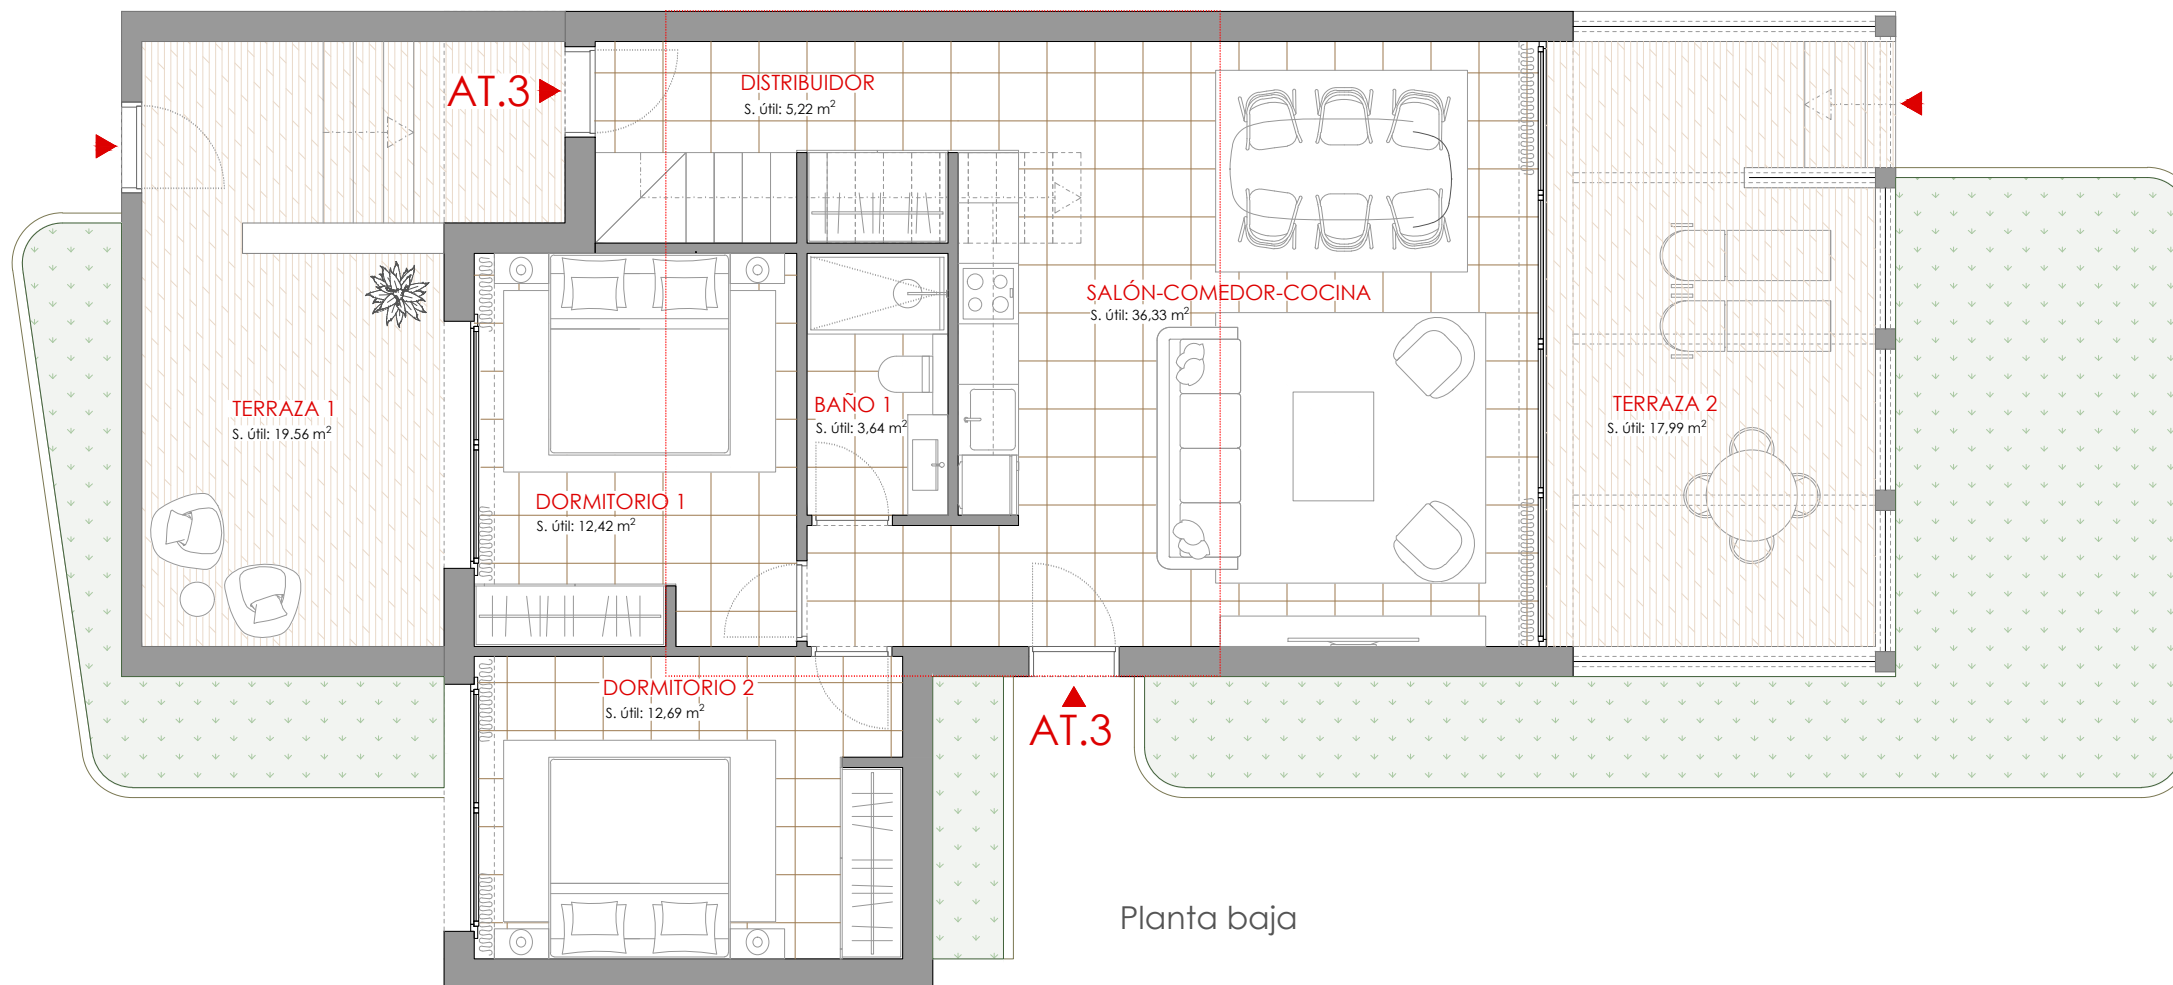 AT.3
DISTRIBUIDOR
S. útil: 5,22 m²
SALÓN-COMEDOR-COCINA
S. útil: 36,33 m²
TERRAZA 1
S. útil: 19.56 m²
BAÑO 1
S. útil: 3,64 m²
TERRAZA 2
S. útil: 17,99 m²
DORMITORIO 1
S. útil: 12,42 m²
DORMITORIO 2
S. útil: 12,69 m²
AT.3
Planta baja